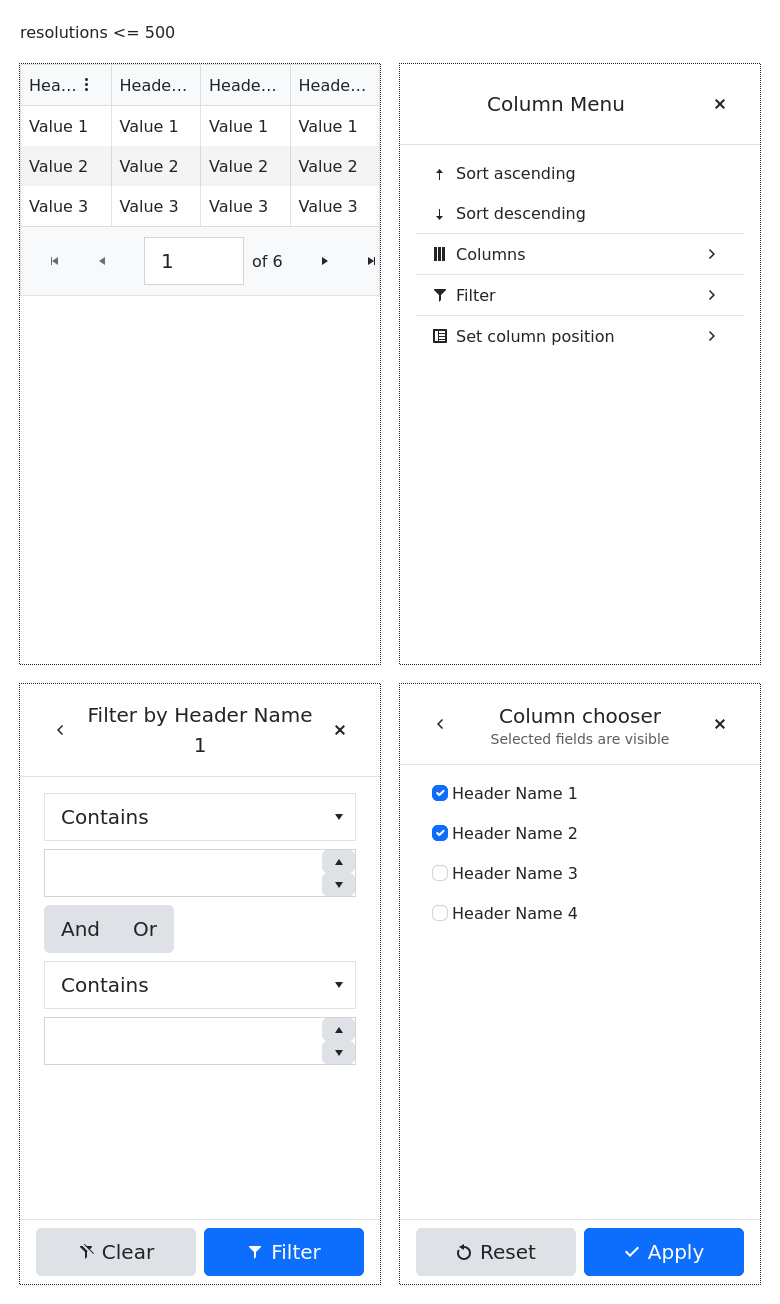 resolutions <= 500
Hea... Heade... Heade... Heade...
Value 1 Value 1 Value 1 Value 1
Value 2 Value 2 Value 2 Value 2
Value 3 Value 3 Value 3 Value 3
1 of 6
Column Menu
Sort ascending
Sort descending
Columns
Filter
Set column position
Filter by Header Name
1
Contains
And Or
Contains
Clear Filter
Column chooser
Selected fields are visible
Header Name 1
Header Name 2
Header Name 3
Header Name 4
Reset Apply